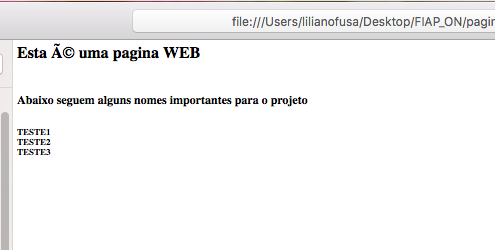 file:///Users/lilianofusa/Desktop/FIAP_ON/pagin
Esta Ã© uma pagina WEB
Abaixo seguem alguns nomes importantes para o projeto
TESTE1
TESTE2
TESTE3